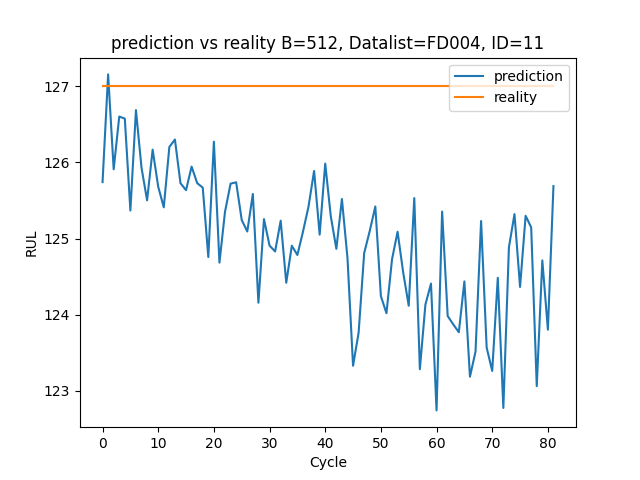 prediction vs reality B=512, Datalist=FD004, ID=11
127
126
125
124
123
RUL
prediction
reality
0 10 20 30 40 50 60 70 80
Cycle